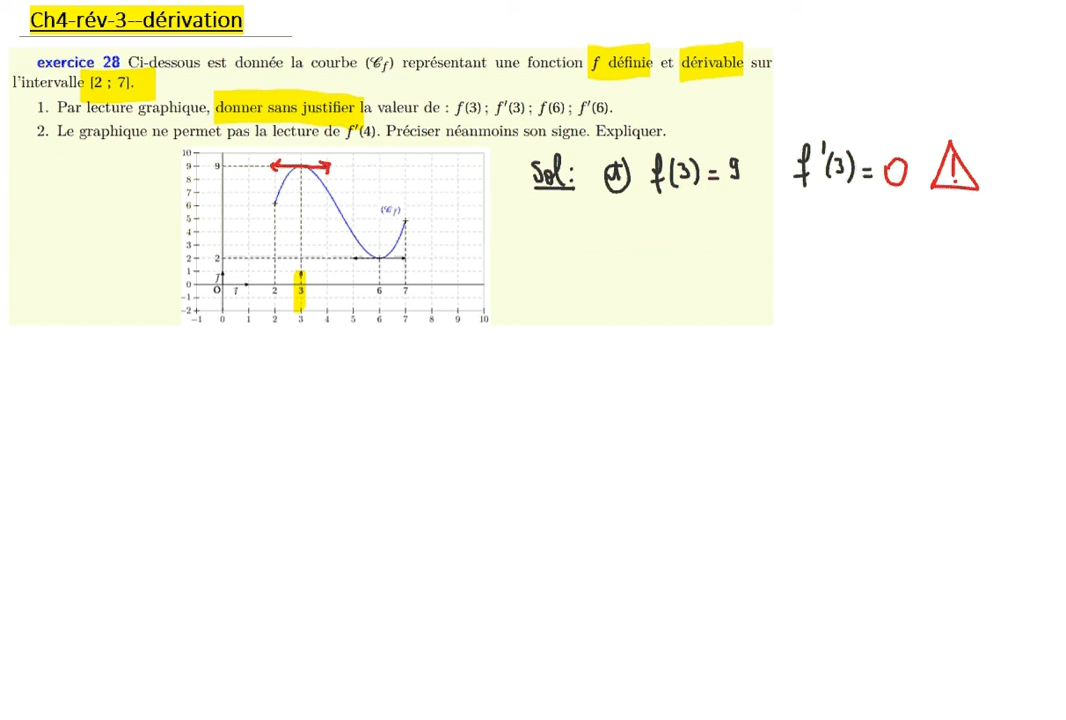 Ch4-rév-3--dérivation
exercice 28 Ci-dessous est donnée la courbe (𝒞f) représentant une fonction f définie et dérivable sur
l'intervalle [2 ; 7].
1. Par lecture graphique, donner sans justifier la valeur de : f(3) ; f′(3) ; f(6) ; f′(6).
2. Le graphique ne permet pas la lecture de f′(4). Préciser néanmoins son signe. Expliquer.
Sol: f(3) = 9 f'(3) = 0 ⚠
10
9 9
8
7
6
5 (𝒞f)
4
3
2 2
1
0 O 2 3 6 7
-1
-2
-1 0 1 2 3 4 5 6 7 8 9 10